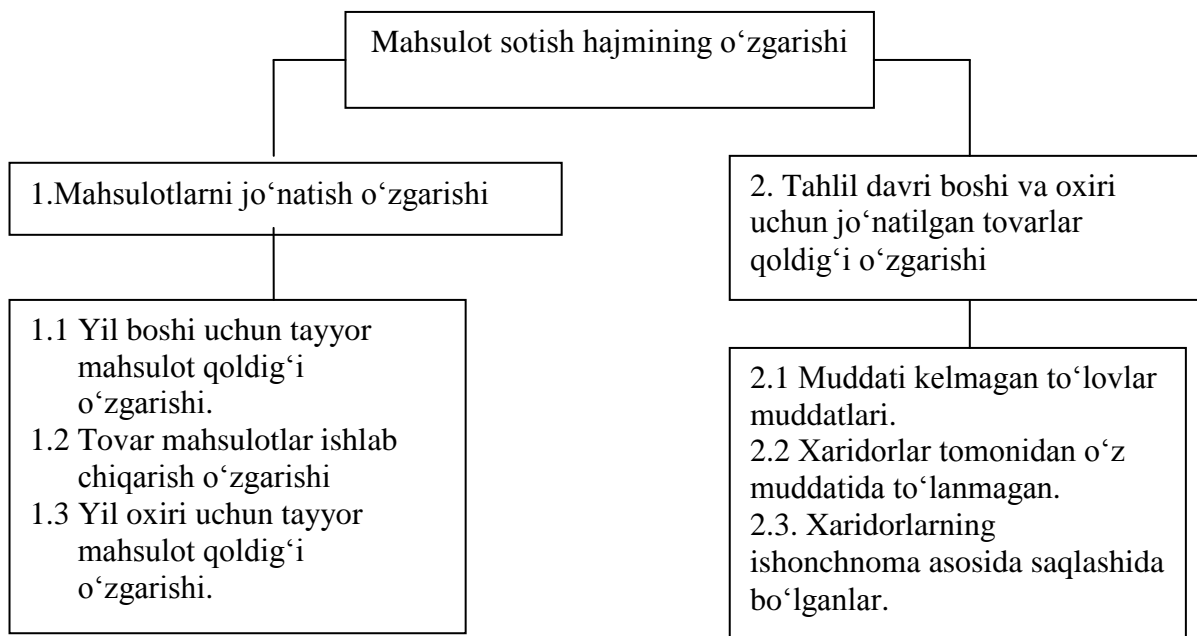 Mahsulot sotish hajmining o‘zgarishi
1.Mahsulotlarni jo‘natish o‘zgarishi
1.1 Yil boshi uchun tayyor
mahsulot qoldig‘i
o‘zgarishi.
1.2 Tovar mahsulotlar ishlab
chiqarish o‘zgarishi
1.3 Yil oxiri uchun tayyor
mahsulot qoldig‘i
o‘zgarishi.
2. Tahlil davri boshi va oxiri
uchun jo‘natilgan tovarlar
qoldig‘i o‘zgarishi
2.1 Muddati kelmagan to‘lovlar
muddatlari.
2.2 Xaridorlar tomonidan o‘z
muddatida to‘lanmagan.
2.3. Xaridorlarning
ishonchnoma asosida saqlashida
bo‘lganlar.